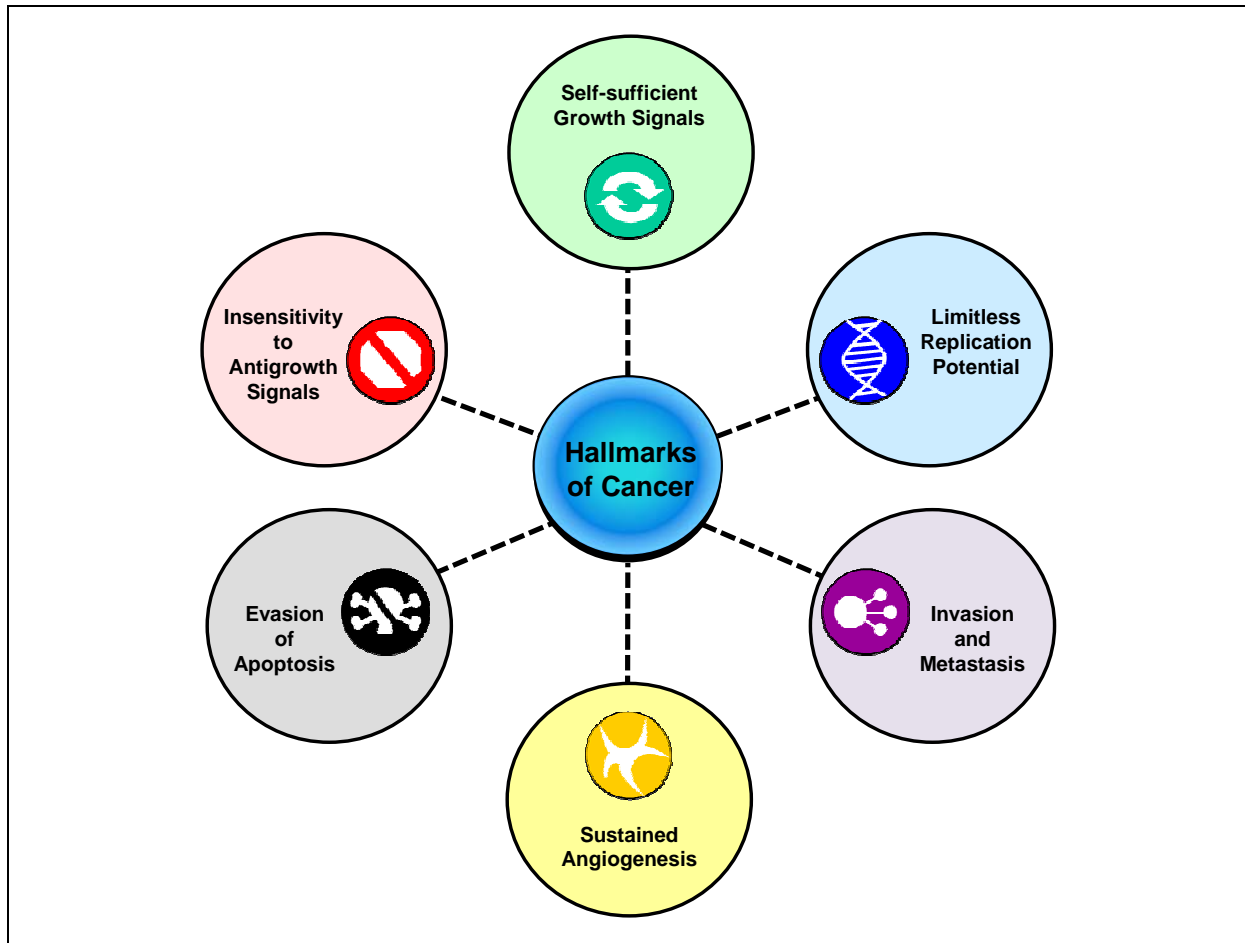 Self-sufficient
Growth Signals
Insensitivity
to
Antigrowth
Signals
Limitless
Replication
Potential
Hallmarks
of Cancer
Evasion
of
Apoptosis
Invasion
and
Metastasis
Sustained
Angiogenesis